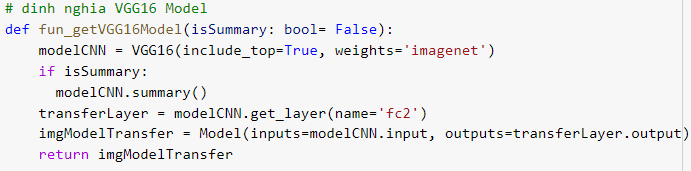 # dinh nghia VGG16 Model
def fun_getVGG16Model(isSummary: bool= False):
    modelCNN = VGG16(include_top=True, weights='imagenet')
    if isSummary:
      modelCNN.summary()
    transferLayer = modelCNN.get_layer(name='fc2')
    imgModelTransfer = Model(inputs=modelCNN.input, outputs=transferLayer.output)
    return imgModelTransfer